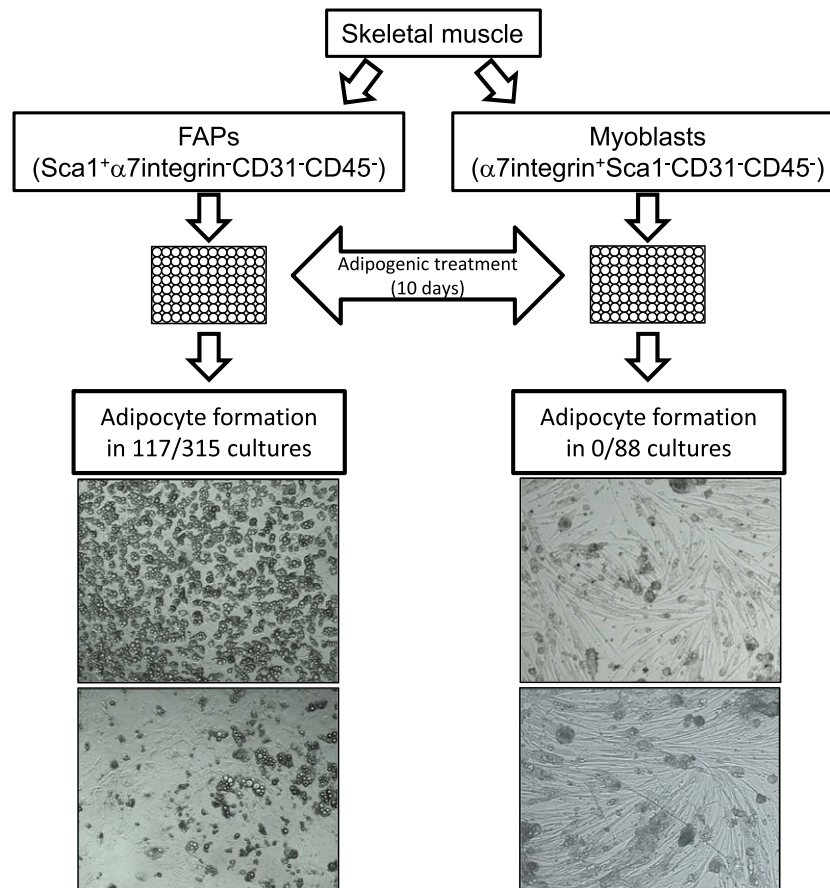 Skeletal muscle
FAPs
(Sca1⁺α7integrin⁻CD31⁻CD45⁻)
Myoblasts
(α7integrin⁺Sca1⁻CD31⁻CD45⁻)
Adipogenic treatment
(10 days)
Adipocyte formation
in 117/315 cultures
Adipocyte formation
in 0/88 cultures